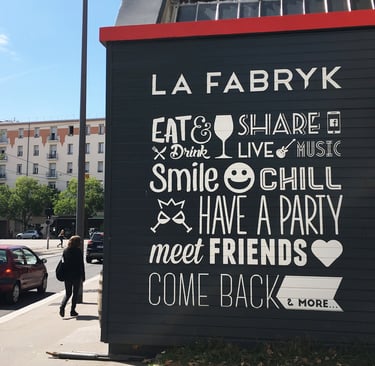 LA FABRYK
EAT & SHARE
Drink LIVE MUSIC
Smile CHILL
HAVE A PARTY
meet FRIENDS
COME BACK & MORE...